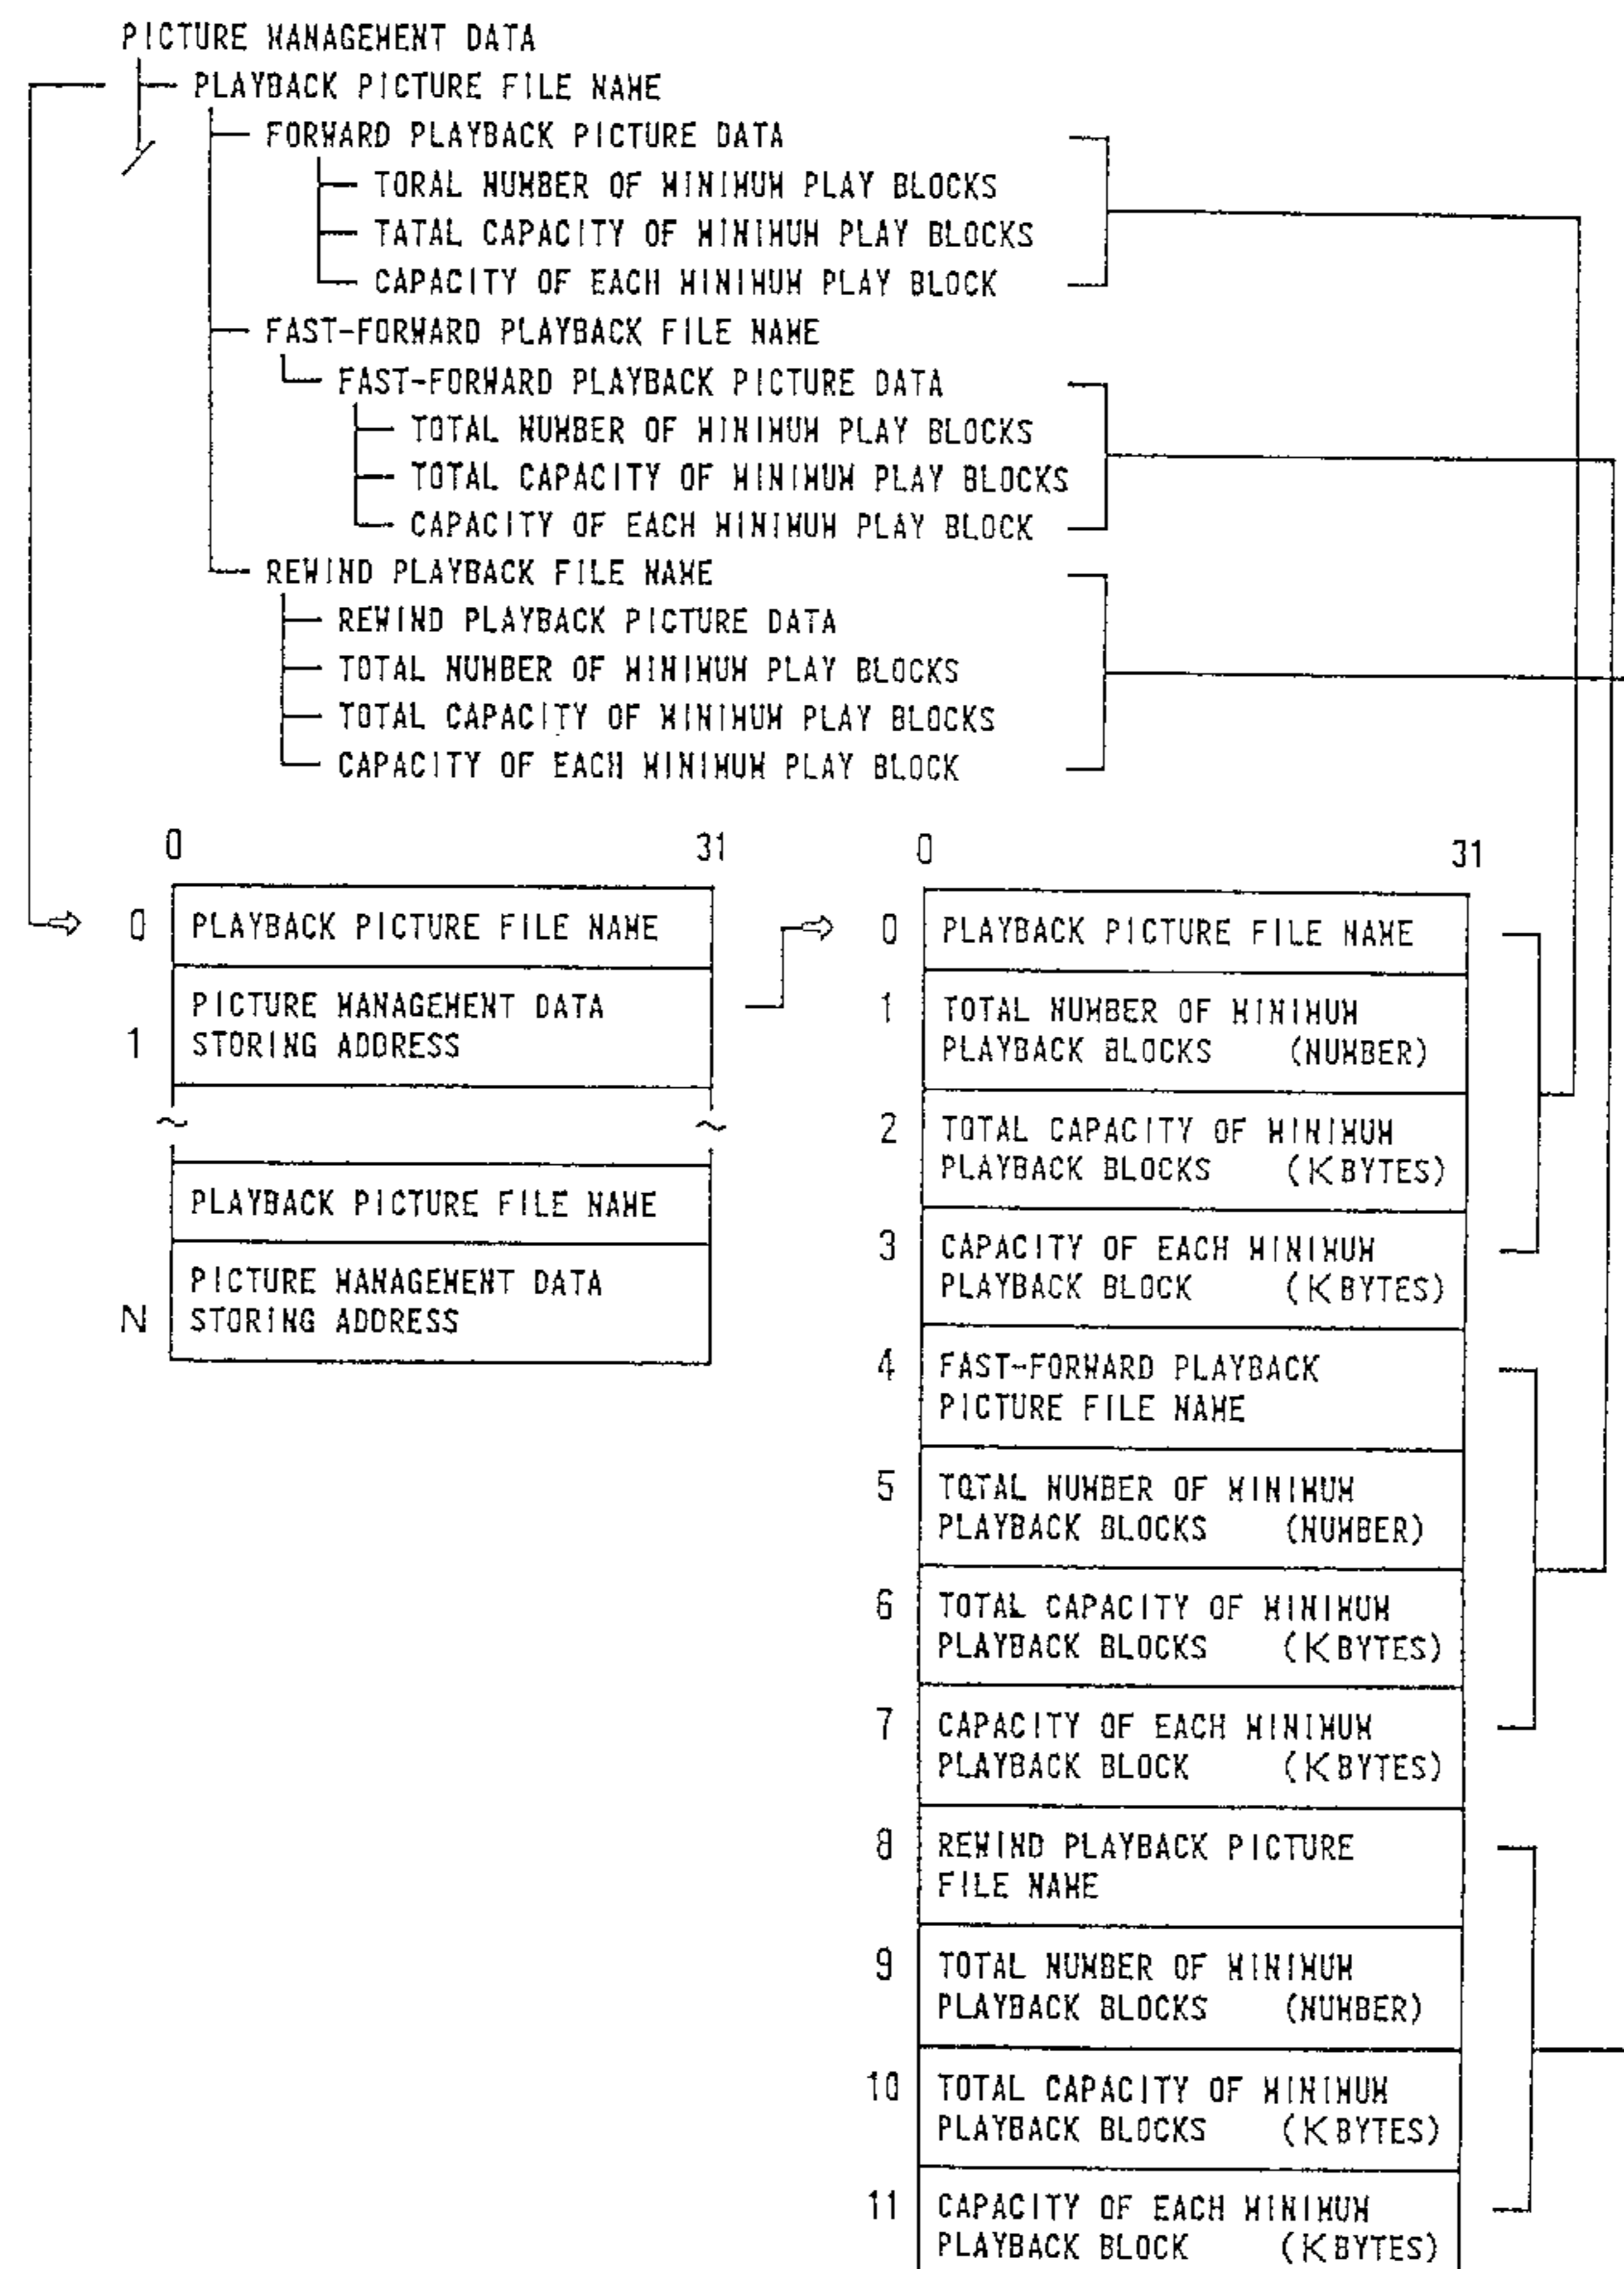 PICTURE MANAGEMENT DATA
PLAYBACK PICTURE FILE NAME
FORWARD PLAYBACK PICTURE DATA
TORAL NUMBER OF MINIMUM PLAY BLOCKS
TATAL CAPACITY OF MINIMUM PLAY BLOCKS
CAPACITY OF EACH MINIMUM PLAY BLOCK
FAST-FORWARD PLAYBACK FILE NAME
FAST-FORWARD PLAYBACK PICTURE DATA
TOTAL NUMBER OF MINIMUM PLAY BLOCKS
TOTAL CAPACITY OF MINIMUM PLAY BLOCKS
CAPACITY OF EACH MINIMUM PLAY BLOCK
REWIND PLAYBACK FILE NAME
REWIND PLAYBACK PICTURE DATA
TOTAL NUMBER OF MINIMUM PLAY BLOCKS
TOTAL CAPACITY OF MINIMUM PLAY BLOCKS
CAPACITY OF EACH MINIMUM PLAY BLOCK
0 31
0 PLAYBACK PICTURE FILE NAME
PICTURE MANAGEMENT DATA
1 STORING ADDRESS
PLAYBACK PICTURE FILE NAME
PICTURE MANAGEMENT DATA
N STORING ADDRESS
0 31
0 PLAYBACK PICTURE FILE NAME
1 TOTAL NUMBER OF MINIMUM
PLAYBACK BLOCKS (NUMBER)
2 TOTAL CAPACITY OF MINIMUM
PLAYBACK BLOCKS (KBYTES)
3 CAPACITY OF EACH MINIMUM
PLAYBACK BLOCK (KBYTES)
4 FAST-FORWARD PLAYBACK
PICTURE FILE NAME
5 TOTAL NUMBER OF MINIMUM
PLAYBACK BLOCKS (NUMBER)
6 TOTAL CAPACITY OF MINIMUM
PLAYBACK BLOCKS (KBYTES)
7 CAPACITY OF EACH MINIMUM
PLAYBACK BLOCK (KBYTES)
8 REWIND PLAYBACK PICTURE
FILE NAME
9 TOTAL NUMBER OF MINIMUM
PLAYBACK BLOCKS (NUMBER)
10 TOTAL CAPACITY OF MINIMUM
PLAYBACK BLOCKS (KBYTES)
11 CAPACITY OF EACH MINIMUM
PLAYBACK BLOCK (KBYTES)